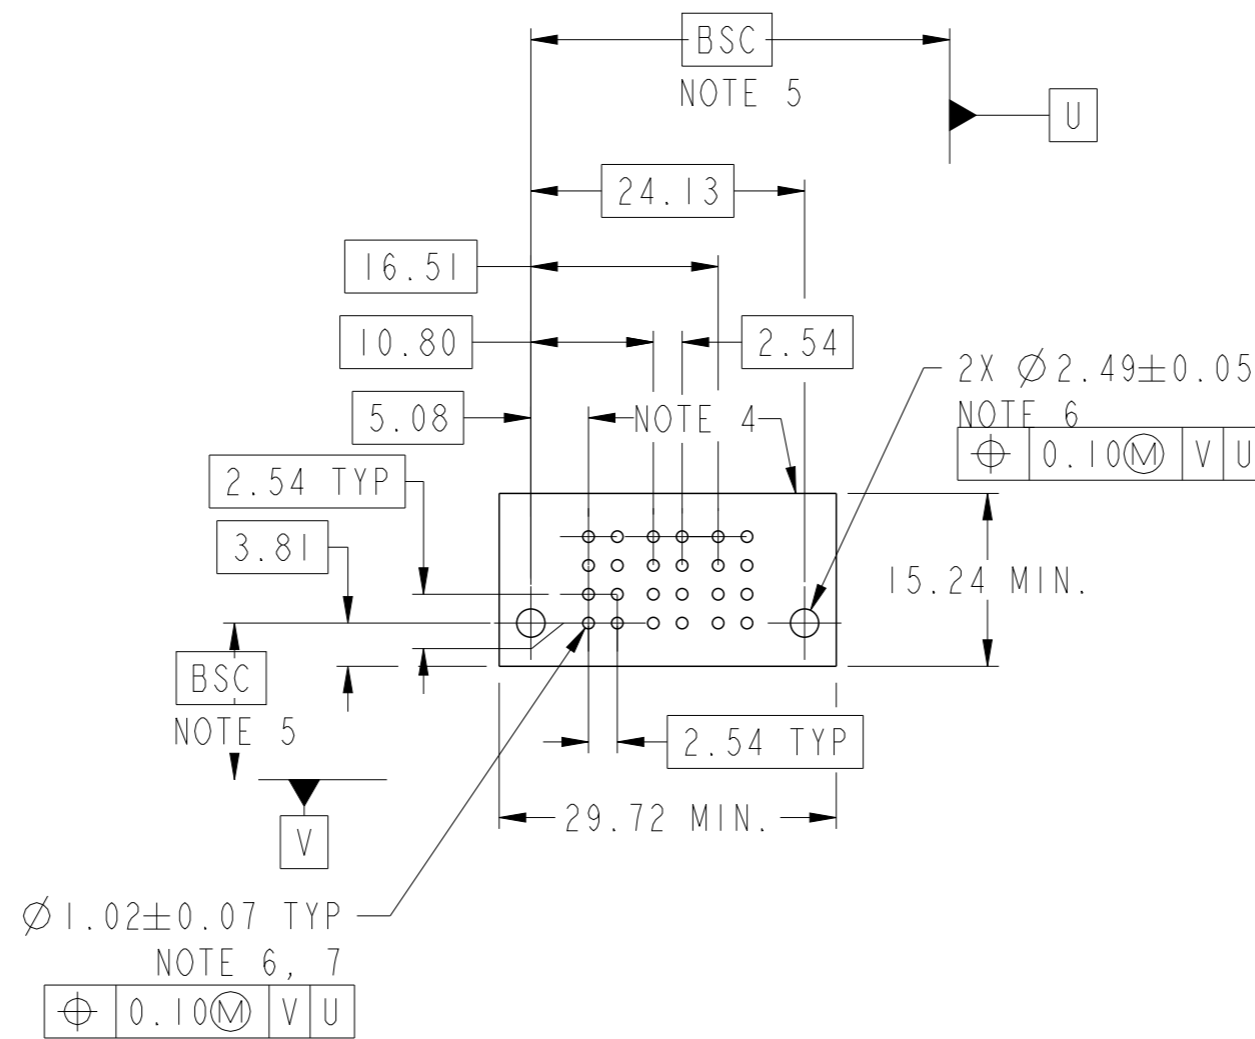 BSC
NOTE 5
U
24.13
16.51
10.80
2.54
2X ∅2.49±0.05
5.08
NOTE 4
NOTE 6
⌖ 0.10Ⓜ V U
2.54 TYP
3.81
15.24 MIN.
BSC
NOTE 5
2.54 TYP
29.72 MIN.
V
∅1.02±0.07 TYP
NOTE 6, 7
⌖ 0.10Ⓜ V U